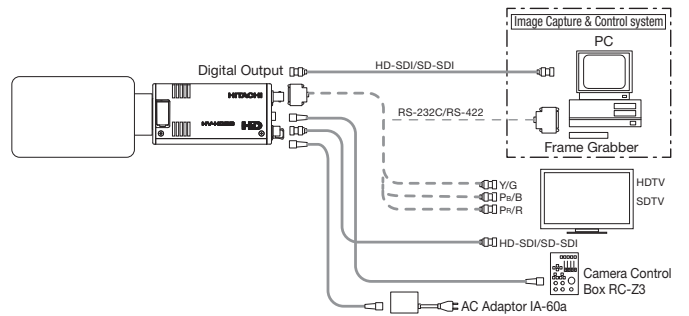 Image Capture & Control system
PC
Digital Output
HD-SDI/SD-SDI
HITACHI
HD
RS-232C/RS-422
Frame Grabber
Y/G
PB/B
PR/R
HDTV
SDTV
HD-SDI/SD-SDI
Camera Control
Box RC-Z3
AC Adaptor IA-60a